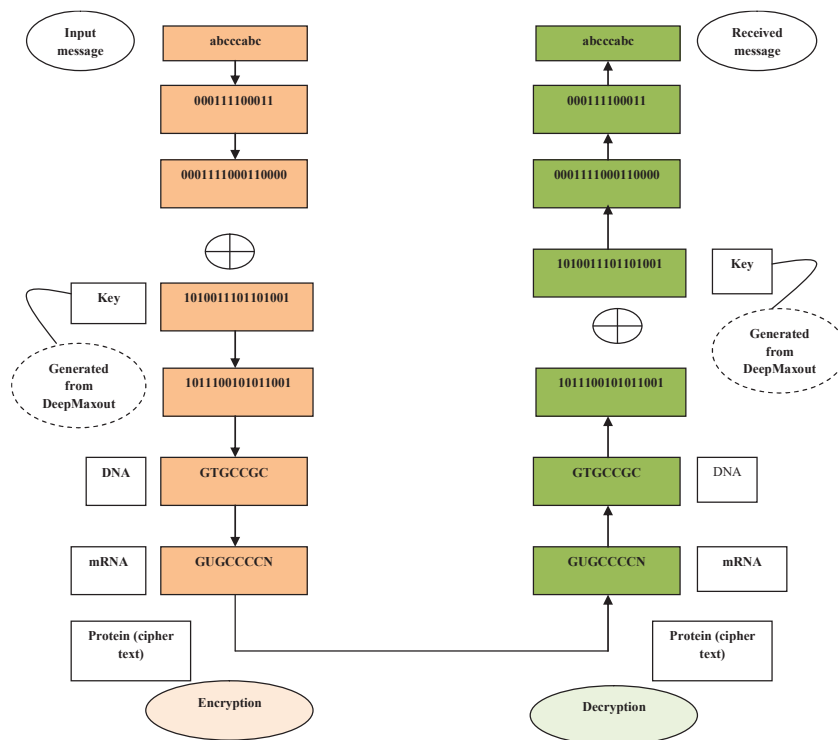 Input
message
abcccabc
000111100011
0001111000110000
Key
1010011101101001
Generated
from
DeepMaxout
1011100101011001
DNA
GTGCCGC
mRNA
GUGCCCCN
Protein (cipher
text)
Encryption
abcccabc
Received
message
000111100011
0001111000110000
1010011101101001
Key
Generated
from
DeepMaxout
1011100101011001
GTGCCGC
DNA
GUGCCCCN
mRNA
Protein (cipher
text)
Decryption